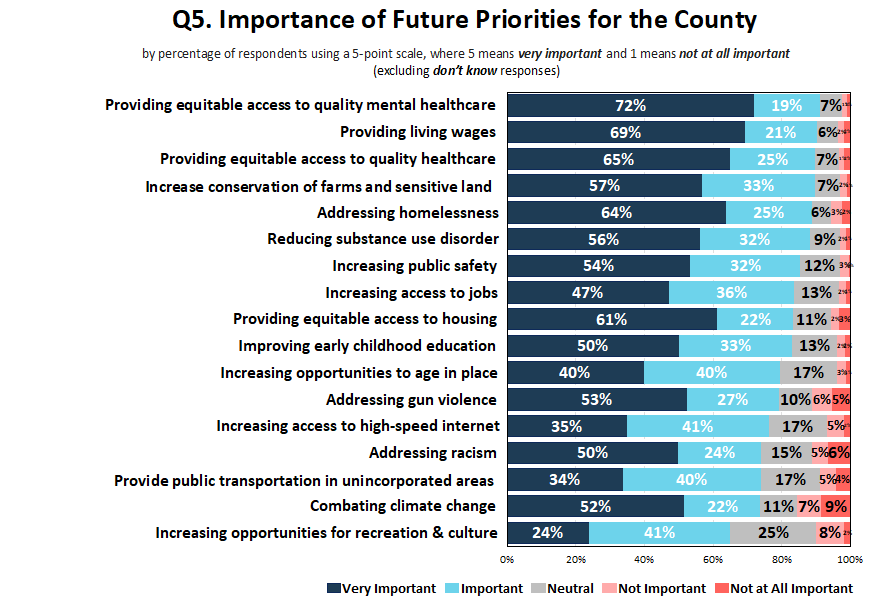 Q5. Importance of Future Priorities for the County
by percentage of respondents using a 5-point scale, where 5 means very important and 1 means not at all important
(excluding don't know responses)
Providing equitable access to quality mental healthcare 72% 19% 7%
Providing living wages 69% 21% 6%
Providing equitable access to quality healthcare 65% 25% 7%
Increase conservation of farms and sensitive land 57% 33% 7%
Addressing homelessness 64% 25% 6% 3% 2%
Reducing substance use disorder 56% 32% 9%
Increasing public safety 54% 32% 12% 3%
Increasing access to jobs 47% 36% 13%
Providing equitable access to housing 61% 22% 11% 2% 3%
Improving early childhood education 50% 33% 13%
Increasing opportunities to age in place 40% 40% 17% 3%
Addressing gun violence 53% 27% 10% 6% 5%
Increasing access to high-speed internet 35% 41% 17% 5%
Addressing racism 50% 24% 15% 5% 6%
Provide public transportation in unincorporated areas 34% 40% 17% 5% 4%
Combating climate change 52% 22% 11% 7% 9%
Increasing opportunities for recreation & culture 24% 41% 25% 8% 2%
0% 20% 40% 60% 80% 100%
Very Important Important Neutral Not Important Not at All Important